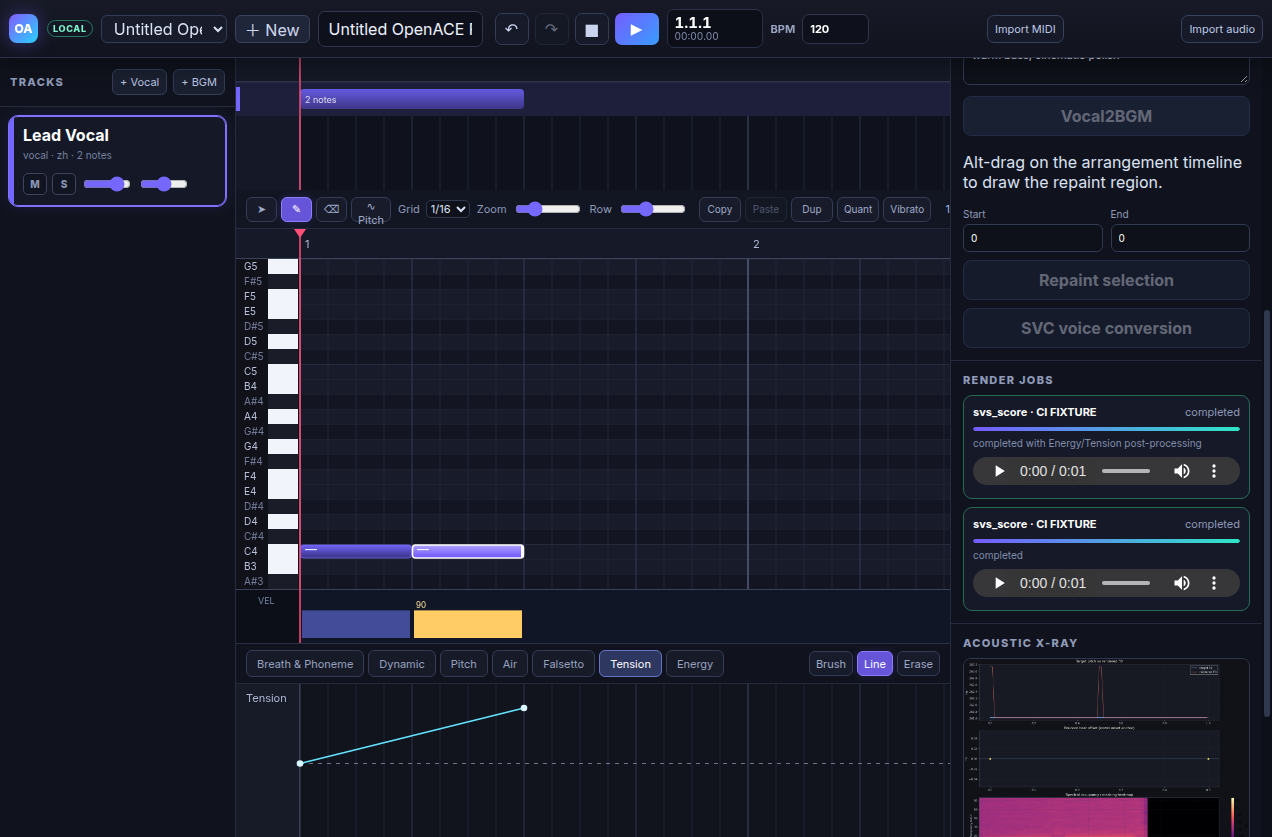 OA
LOCAL
Untitled Ope
+ New
Untitled OpenACE P
1.1.1
00:00.00
BPM
120
Import MIDI
Import audio
TRACKS
+ Vocal
+ BGM
Lead Vocal
vocal · zh · 2 notes
M
S
2 notes
Pitch
Grid
1/16
Zoom
Row
Copy
Paste
Dup
Quant
Vibrato
1
1
2
G5
F#5
F5
E5
D#5
D5
C#5
C5
B4
A#4
A4
G#4
G4
F#4
F4
E4
D#4
D4
C#4
C4
B3
A#3
VEL
90
Breath & Phoneme
Dynamic
Pitch
Air
Falsetto
Tension
Energy
Brush
Line
Erase
Tension
Vocal2BGM
Alt-drag on the arrangement timeline
to draw the repaint region.
Start
End
0
0
Repaint selection
SVC voice conversion
RENDER JOBS
svs_score · CI FIXTURE
completed
completed with Energy/Tension post-processing
0:00 / 0:01
svs_score · CI FIXTURE
completed
completed
0:00 / 0:01
ACOUSTIC X-RAY